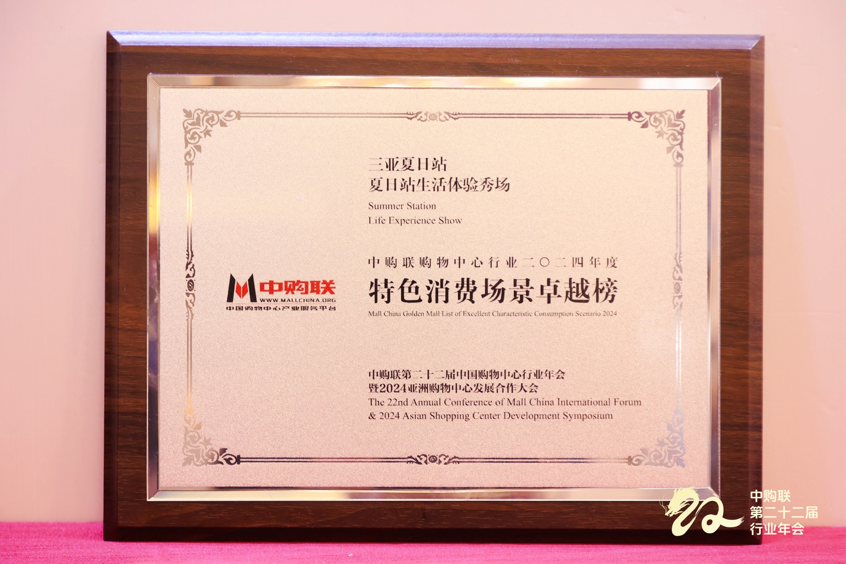 三亚夏日站
夏日站生活体验秀场
Summer Station
Life Experience Show
中购联购物中心行业二〇二四年度
特色消费场景卓越榜
Mall China Golden Mall List of Excellent Characteristic Consumption Scenario 2024
中购联
WWW.MALLCHINA.ORG
中国购物中心产业服务平台
中购联第二十二届中国购物中心行业年会
暨2024亚洲购物中心发展合作大会
The 22nd Annual Conference of Mall China International Forum
& 2024 Asian Shopping Center Development Symposium
中购联
第二十二届
行业年会